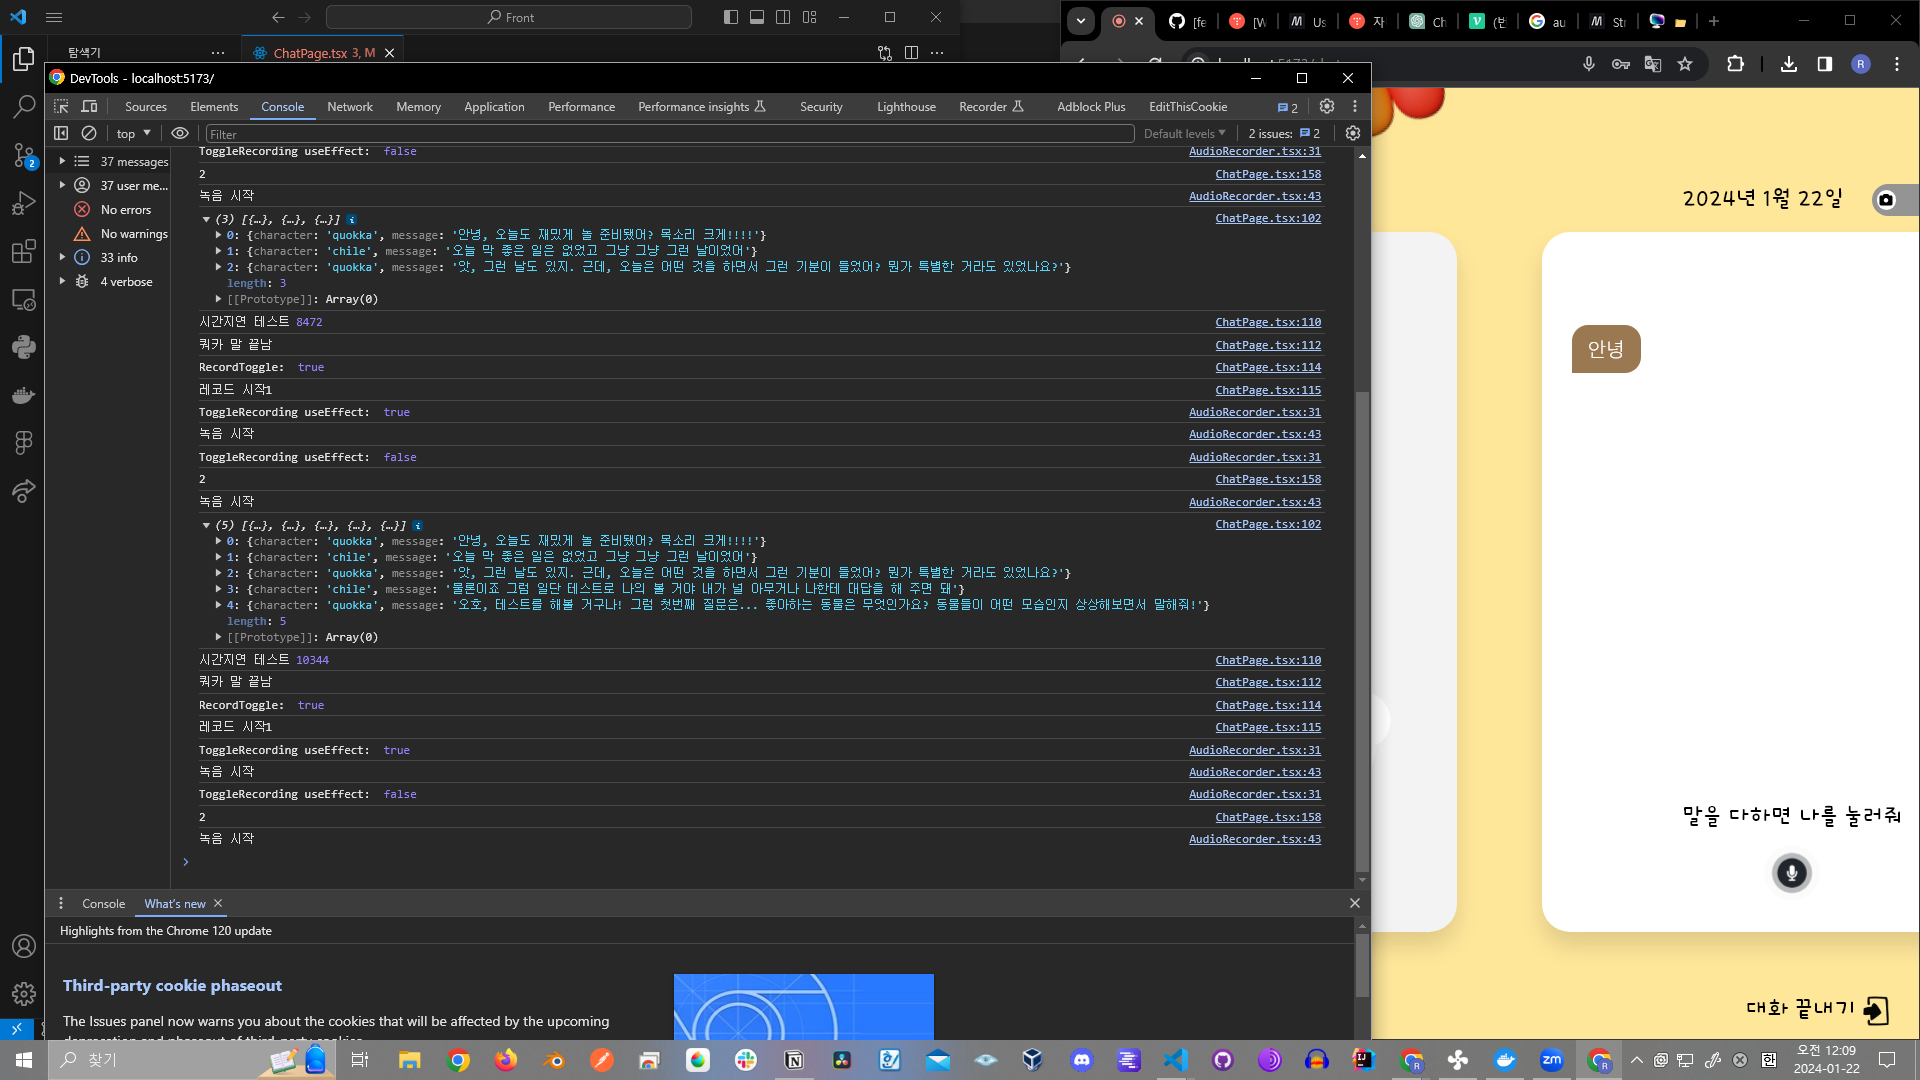 Front
탐색기
ChatPage.tsx 3, M
DevTools - localhost:5173/
Sources Elements Console Network Memory Application Performance Performance insights Security Lighthouse Recorder Adblock Plus EditThisCookie 2
top Filter Default levels 2 issues: 2
37 messages
37 user me...
No errors
No warnings
33 info
4 verbose
ToggleRecording useEffect: false AudioRecorder.tsx:31
2 ChatPage.tsx:158
녹음 시작 AudioRecorder.tsx:43
(3) [{…}, {…}, {…}] ChatPage.tsx:102
0: {character: 'quokka', message: '안녕, 오늘도 재밌게 놀 준비됐어? 목소리 크게!!!!'}
1: {character: 'chile', message: '오늘 막 좋은 일은 없었고 그냥 그냥 그런 날이었어'}
2: {character: 'quokka', message: '앗, 그런 날도 있지. 근데, 오늘은 어떤 것을 하면서 그런 기분이 들었어? 뭔가 특별한 거라도 있었나요?'}
length: 3
[[Prototype]]: Array(0)
시간지연 테스트 8472 ChatPage.tsx:110
쿼카 말 끝남 ChatPage.tsx:112
RecordToggle: true ChatPage.tsx:114
레코드 시작1 ChatPage.tsx:115
ToggleRecording useEffect: true AudioRecorder.tsx:31
녹음 시작 AudioRecorder.tsx:43
ToggleRecording useEffect: false AudioRecorder.tsx:31
2 ChatPage.tsx:158
녹음 시작 AudioRecorder.tsx:43
(5) [{…}, {…}, {…}, {…}, {…}] ChatPage.tsx:102
0: {character: 'quokka', message: '안녕, 오늘도 재밌게 놀 준비됐어? 목소리 크게!!!!'}
1: {character: 'chile', message: '오늘 막 좋은 일은 없었고 그냥 그냥 그런 날이었어'}
2: {character: 'quokka', message: '앗, 그런 날도 있지. 근데, 오늘은 어떤 것을 하면서 그런 기분이 들었어? 뭔가 특별한 거라도 있었나요?'}
3: {character: 'chile', message: '물론이죠 그럼 일단 테스트로 나의 볼 거야 내가 널 아무거나 나한테 대답을 해 주면 돼'}
4: {character: 'quokka', message: '오호, 테스트를 해볼 거구나! 그럼 첫번째 질문은... 좋아하는 동물은 무엇인가요? 동물들이 어떤 모습인지 상상해보면서 말해줘!'}
length: 5
[[Prototype]]: Array(0)
시간지연 테스트 10344 ChatPage.tsx:110
쿼카 말 끝남 ChatPage.tsx:112
RecordToggle: true ChatPage.tsx:114
레코드 시작1 ChatPage.tsx:115
ToggleRecording useEffect: true AudioRecorder.tsx:31
녹음 시작 AudioRecorder.tsx:43
ToggleRecording useEffect: false AudioRecorder.tsx:31
2 ChatPage.tsx:158
녹음 시작 AudioRecorder.tsx:43
Console What's new
Highlights from the Chrome 120 update
Third-party cookie phaseout
The Issues panel now warns you about the cookies that will be affected by the upcoming
2024년 1월 22일
안녕
말을 다하면 나를 눌러줘
대화 끝내기
찾기
오전 12:09
2024-01-22